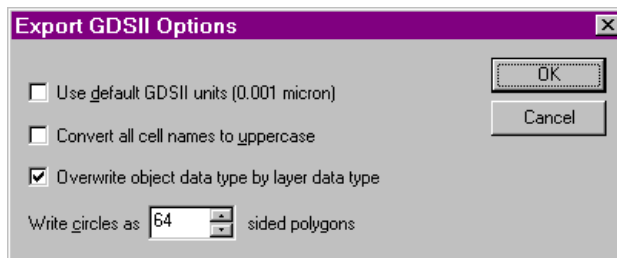 Export GDSII Options
OK
Use default GDSII units (0.001 micron)
Cancel
Convert all cell names to uppercase
Overwrite object data type by layer data type
Write circles as 64 sided polygons